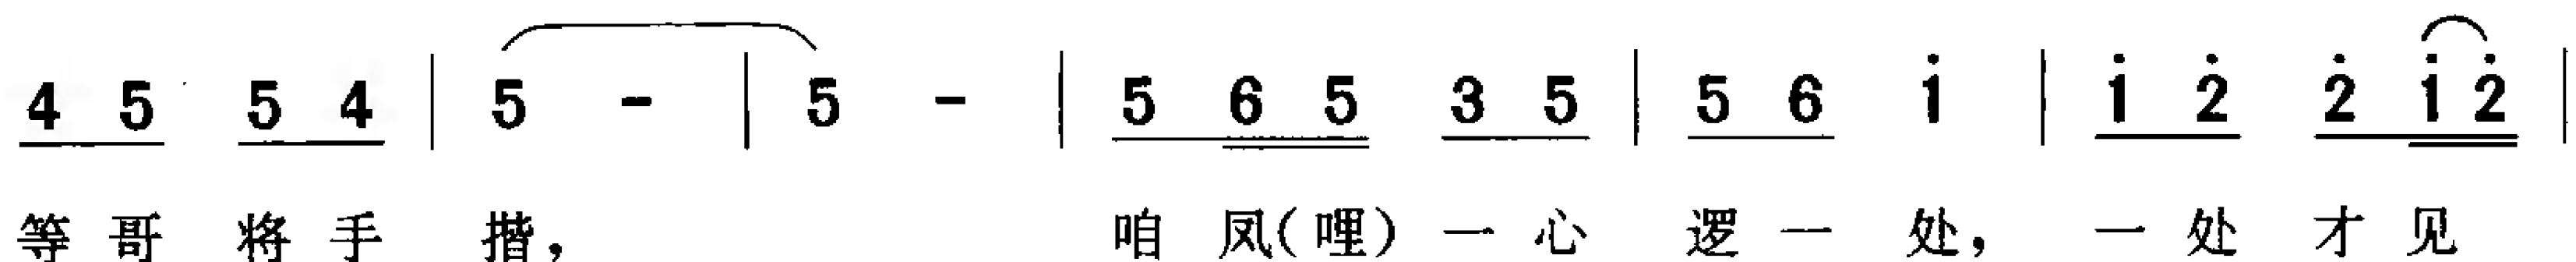 4 5 5 4 | 5 - | 5 - | 5 6 5 3 5 | 5 6 i | i 2̇ 2̇ i 2̇ |
等哥 将手 揩， 咱 凤(哩) 一心 逻一 处， 一处 才见